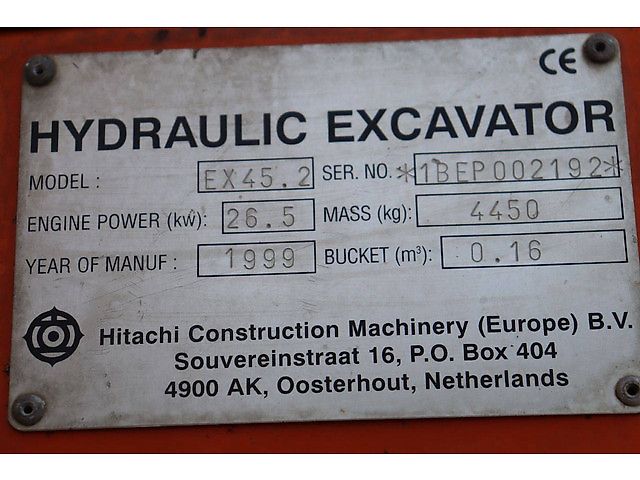 CE
HYDRAULIC EXCAVATOR
MODEL : EX45.2 SER. NO. *1BEP002192*
ENGINE POWER (kW): 26.5 MASS (kg): 4450
YEAR OF MANUF : 1999 BUCKET (m³): 0.16
Hitachi Construction Machinery (Europe) B.V.
Souvereinstraat 16, P.O. Box 404
4900 AK, Oosterhout, Netherlands